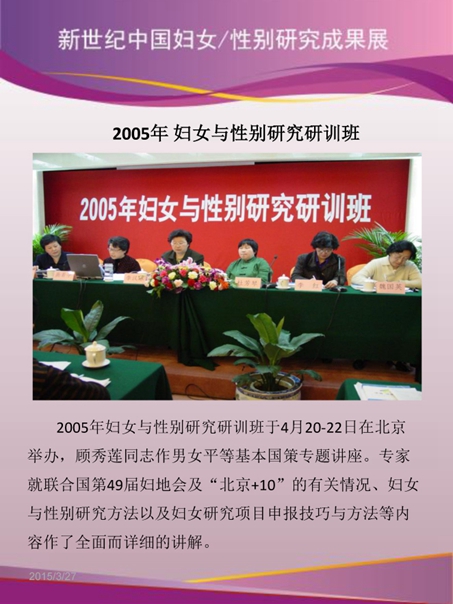 新世纪中国妇女/性别研究成果展
2005年 妇女与性别研究研训班
2005年妇女与性别研究研训班
魏国英
2005年妇女与性别研究研训班于4月20-22日在北京
举办，顾秀莲同志作男女平等基本国策专题讲座。专家
就联合国第49届妇地会及“北京+10”的有关情况、妇女
与性别研究方法以及妇女研究项目申报技巧与方法等内
容作了全面而详细的讲解。
2015/3/27